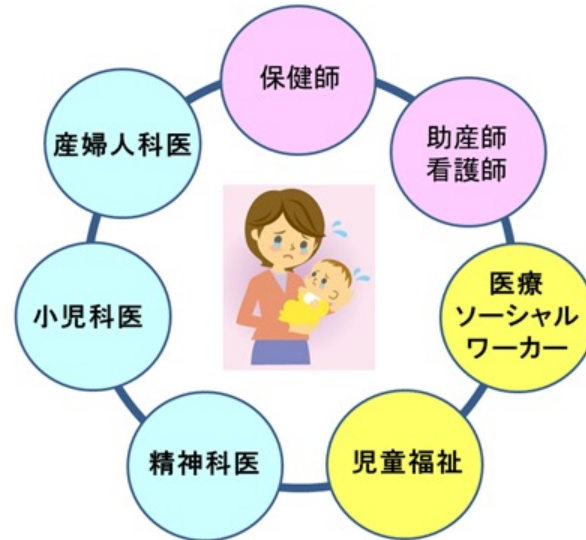 保健師
助産師
看護師
医療
ソーシャル
ワーカー
児童福祉
精神科医
小児科医
産婦人科医